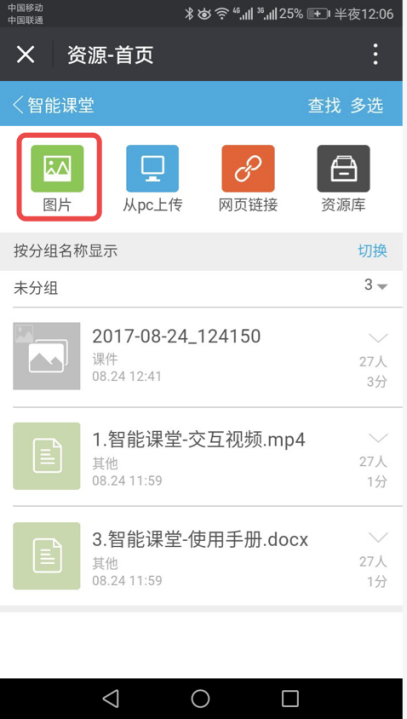 中国移动
中国联通
46 36 25% 半夜12:06
资源-首页
智能课堂 查找 多选
图片 从pc上传 网页链接 资源库
按分组名称显示 切换
未分组 3
2017-08-24_124150
课件 27人
08.24 12:41 3分
1.智能课堂-交互视频.mp4
其他 27人
08.24 11:59 1分
3.智能课堂-使用手册.docx
其他 27人
08.24 11:59 1分